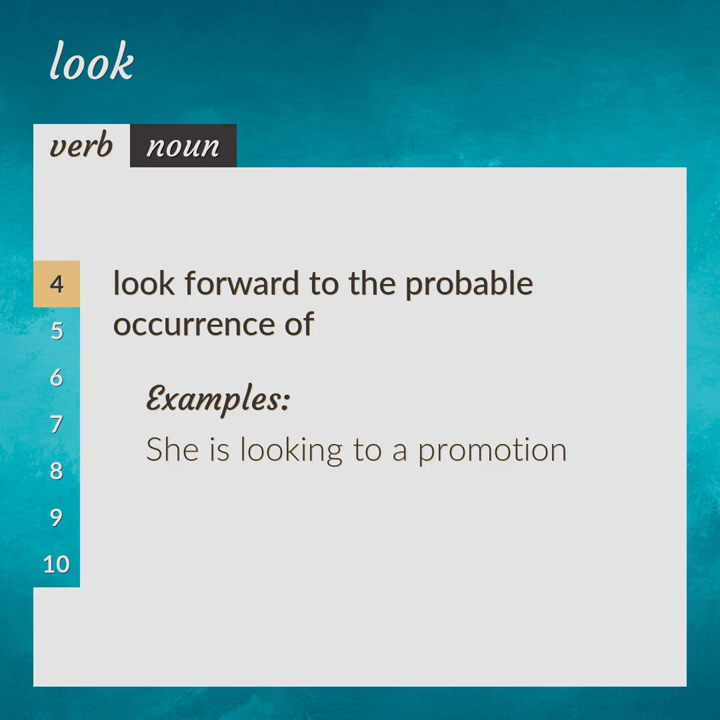 look
verb noun
4
look forward to the probable
occurrence of
5
6
7
8
9
10
Examples:
She is looking to a promotion